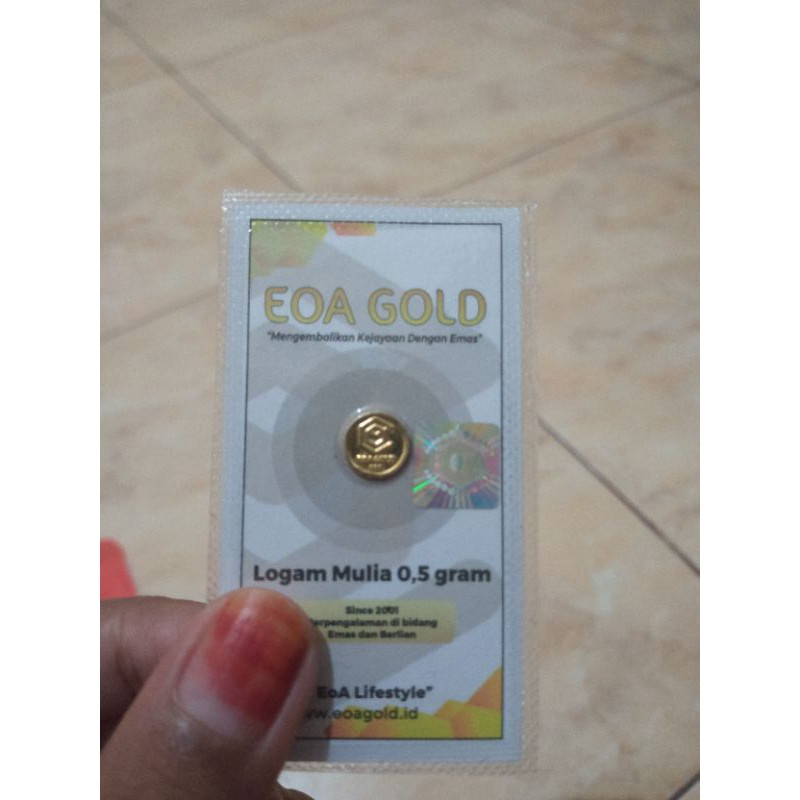 EOA GOLD
"Mengembalikan Kejayaan Dengan Emas"
Logam Mulia 0,5 gram
Since 2001
Berpengalaman di bidang
Emas dan Berlian
EoA Lifestyle"
www.eoagold.id